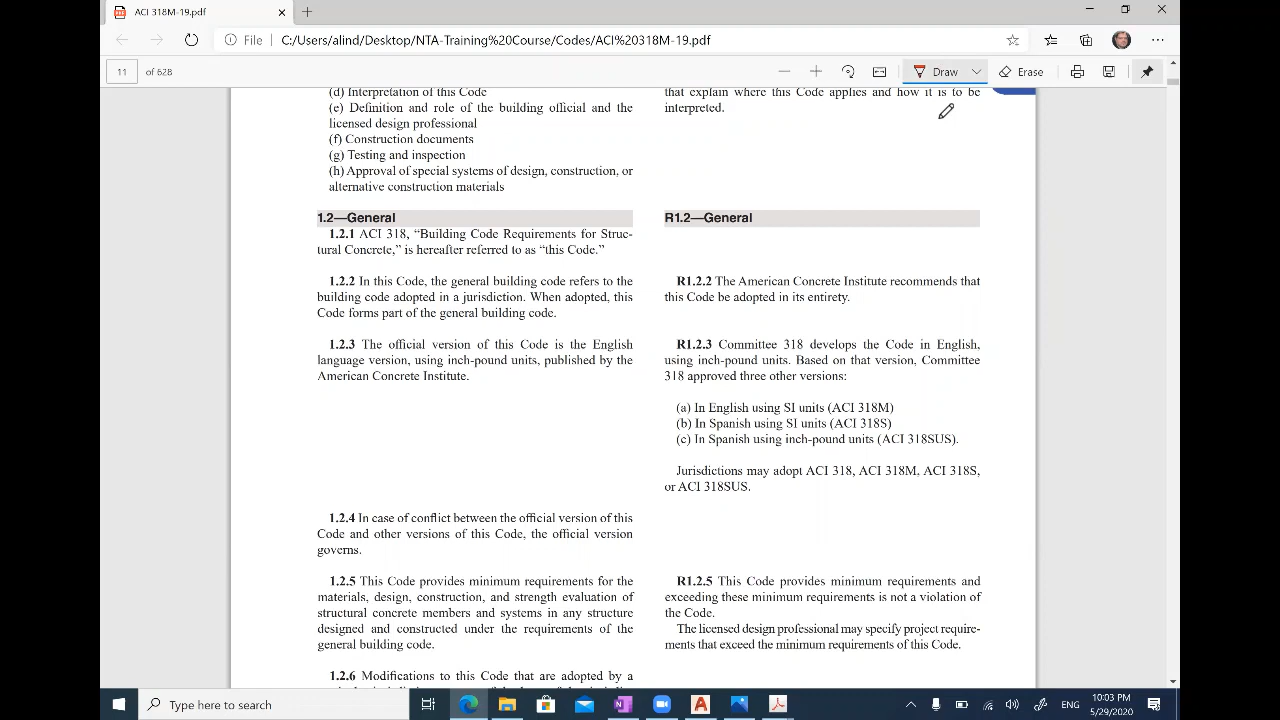 ACI 318M-19.pdf
File
C:/Users/alind/Desktop/NTA-Training%20Course/Codes/ACI%20318M-19.pdf
11 of 628
Draw
Erase
(d) Interpretation of this Code
(e) Definition and role of the building official and the
licensed design professional
(f) Construction documents
(g) Testing and inspection
(h) Approval of special systems of design, construction, or
alternative construction materials
that explain where this Code applies and how it is to be
interpreted.
1.2—General
1.2.1 ACI 318, “Building Code Requirements for Struc-
tural Concrete,” is hereafter referred to as “this Code.”
1.2.2 In this Code, the general building code refers to the
building code adopted in a jurisdiction. When adopted, this
Code forms part of the general building code.
1.2.3 The official version of this Code is the English
language version, using inch-pound units, published by the
American Concrete Institute.
1.2.4 In case of conflict between the official version of this
Code and other versions of this Code, the official version
governs.
1.2.5 This Code provides minimum requirements for the
materials, design, construction, and strength evaluation of
structural concrete members and systems in any structure
designed and constructed under the requirements of the
general building code.
1.2.6 Modifications to this Code that are adopted by a
R1.2—General
R1.2.2 The American Concrete Institute recommends that
this Code be adopted in its entirety.
R1.2.3 Committee 318 develops the Code in English,
using inch-pound units. Based on that version, Committee
318 approved three other versions:
(a) In English using SI units (ACI 318M)
(b) In Spanish using SI units (ACI 318S)
(c) In Spanish using inch-pound units (ACI 318SUS).
Jurisdictions may adopt ACI 318, ACI 318M, ACI 318S,
or ACI 318SUS.
R1.2.5 This Code provides minimum requirements and
exceeding these minimum requirements is not a violation of
the Code.
The licensed design professional may specify project require-
ments that exceed the minimum requirements of this Code.
Type here to search
ENG
10:03 PM
5/29/2020